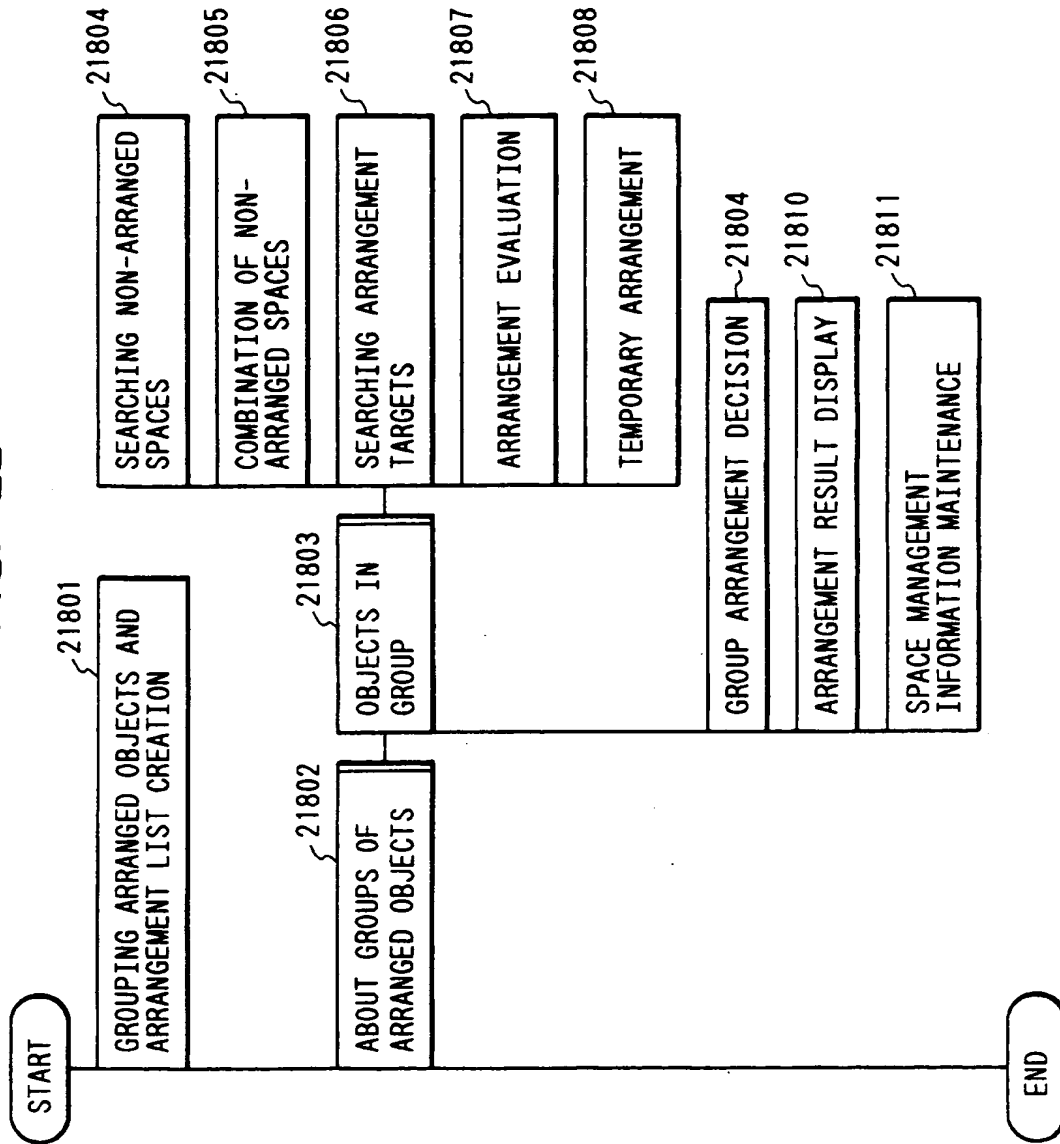 START
21801
GROUPING ARRANGED OBJECTS AND
ARRANGEMENT LIST CREATION
21802
ABOUT GROUPS OF
ARRANGED OBJECTS
21803
OBJECTS IN
GROUP
21804
SEARCHING NON-ARRANGED
SPACES
21805
COMBINATION OF NON-
ARRANGED SPACES
21806
SEARCHING ARRANGEMENT
TARGETS
21807
ARRANGEMENT EVALUATION
21808
TEMPORARY ARRANGEMENT
21804
GROUP ARRANGEMENT DECISION
21810
ARRANGEMENT RESULT DISPLAY
21811
SPACE MANAGEMENT
INFORMATION MAINTENANCE
END